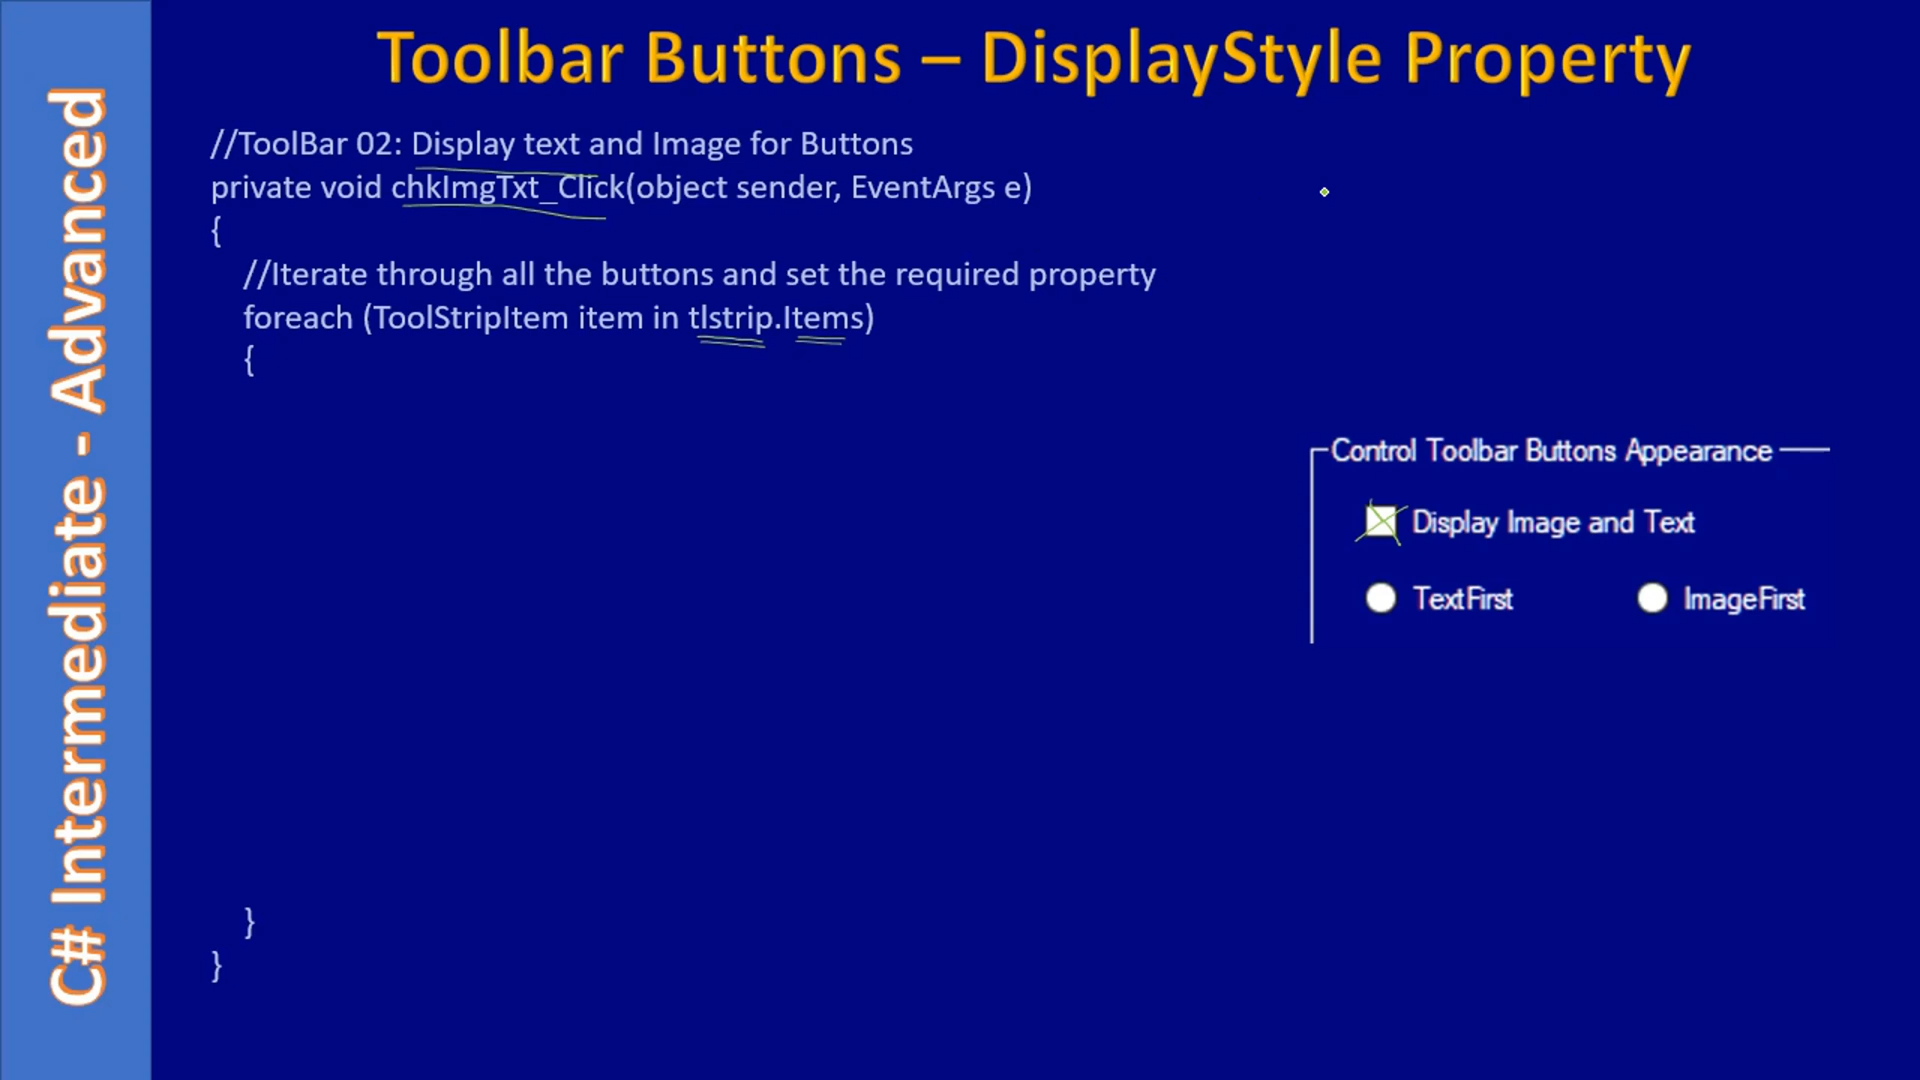 Toolbar Buttons – DisplayStyle Property
C# Intermediate - Advanced
//ToolBar 02: Display text and Image for Buttons
private void chkImgTxt_Click(object sender, EventArgs e)
{
//Iterate through all the buttons and set the required property
foreach (ToolStripItem item in tlstrip.Items)
{
Control Toolbar Buttons Appearance
Display Image and Text
TextFirst ImageFirst
}
}